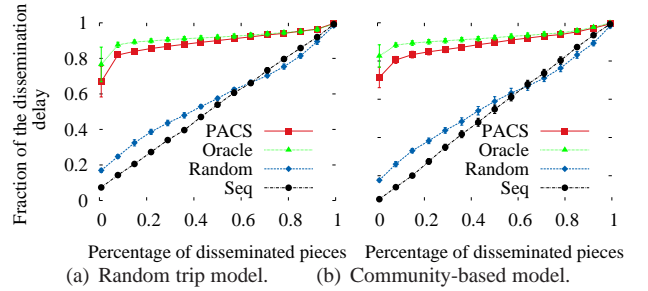 Fraction of the dissemination
delay
1
0.8
0.6
0.4
0.2
0
PACS
Oracle
Random
Seq
0 0.2 0.4 0.6 0.8 1
Percentage of disseminated pieces
(a) Random trip model.
PACS
Oracle
Random
Seq
0 0.2 0.4 0.6 0.8 1
Percentage of disseminated pieces
(b) Community-based model.